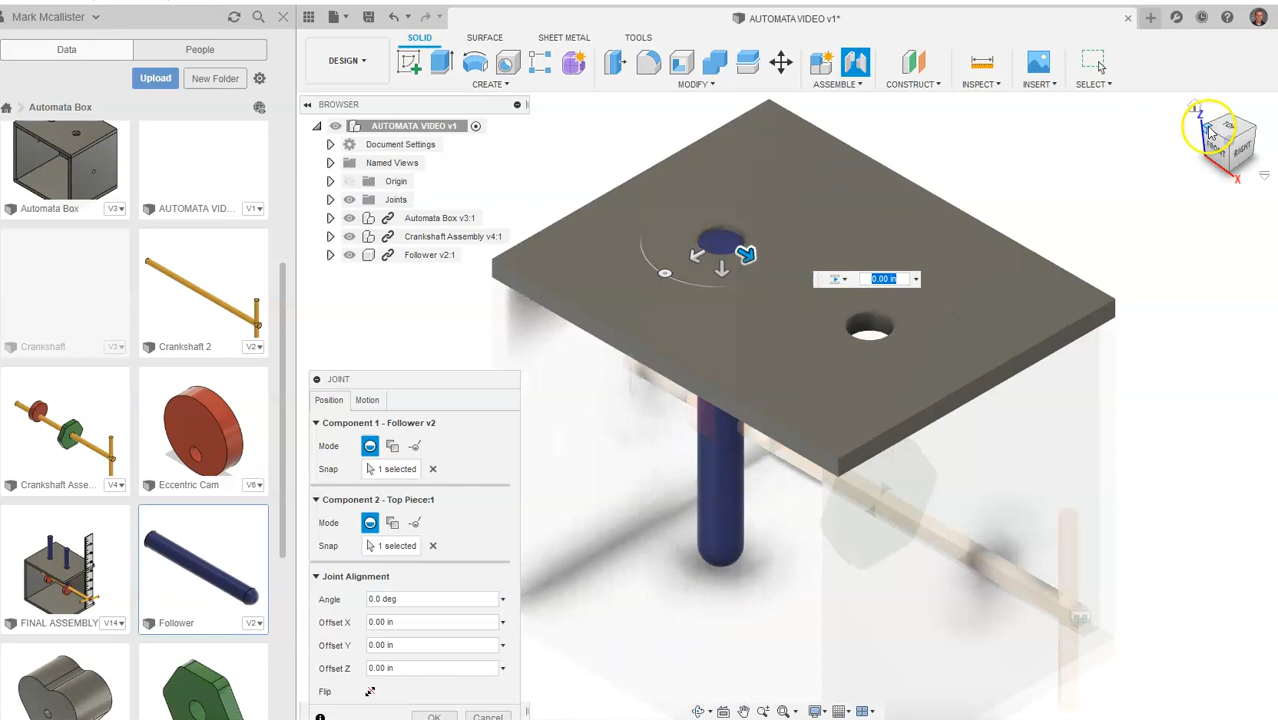 Mark Mcallister
AUTOMATA VIDEO v1*
Data
People
Upload
New Folder
Automata Box
Automata Box
V3
AUTOMATA VID...
V1
Crankshaft
V3
Crankshaft 2
V2
Crankshaft Asse...
V4
Eccentric Cam
V6
FINAL ASSEMBLY
V14
Follower
V2
DESIGN
SOLID
SURFACE
SHEET METAL
TOOLS
CREATE
MODIFY
ASSEMBLE
CONSTRUCT
INSPECT
INSERT
SELECT
BROWSER
AUTOMATA VIDEO v1
Document Settings
Named Views
Origin
Joints
Automata Box v3:1
Crankshaft Assembly v4:1
Follower v2:1
0.00 in
Z
TOP
FRONT
RIGHT
X
JOINT
Position
Motion
Component 1 - Follower v2
Mode
Snap
1 selected
Component 2 - Top Piece:1
Mode
Snap
1 selected
Joint Alignment
Angle
0.0 deg
Offset X
0.00 in
Offset Y
0.00 in
Offset Z
0.00 in
Flip
OK
Cancel